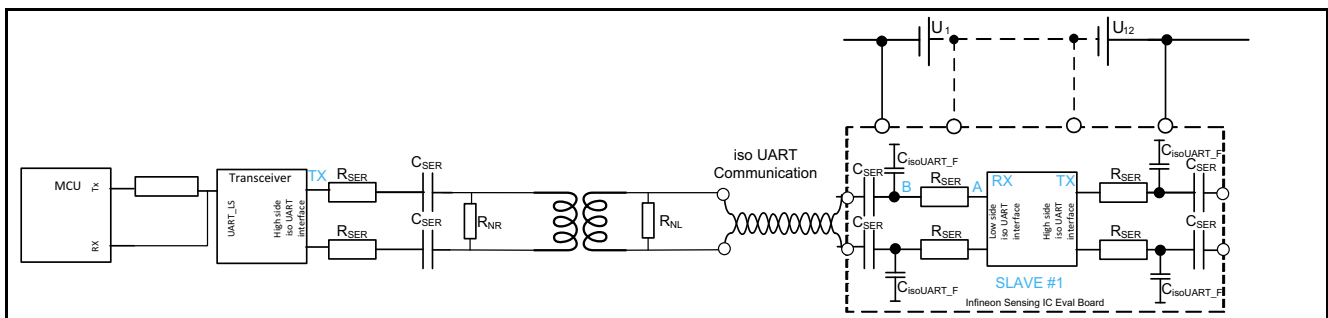 U1
U12
MCU
Tx
RX
Transceiver
UART_LS
High side
iso UART
interface
TX
RSER
RSER
CSER
CSER
RNR
RNL
iso UART
Communication
CSER
CSER
CisoUART_F
CisoUART_F
B
RSER
A
RSER
RX
TX
Low side
iso UART
interface
High side
iso UART
interface
SLAVE #1
RSER
RSER
CisoUART_F
CisoUART_F
CSER
CSER
Infineon Sensing IC Eval Board